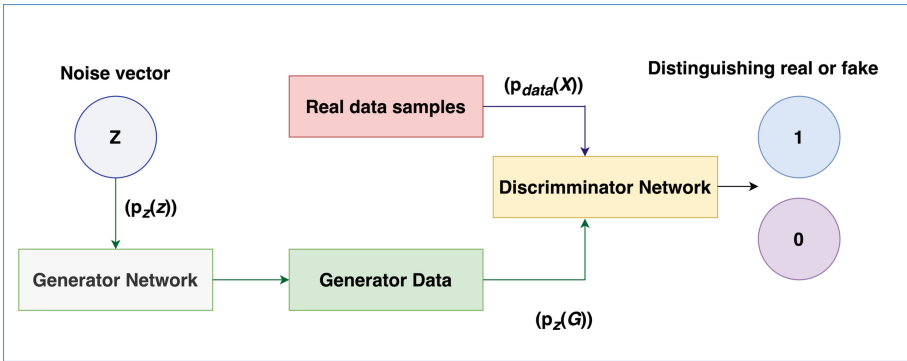 Noise vector
Z
(pz(z))
Generator Network
Real data samples
(pdata(X))
Generator Data
(pz(G))
Discrimminator Network
Distinguishing real or fake
1
0